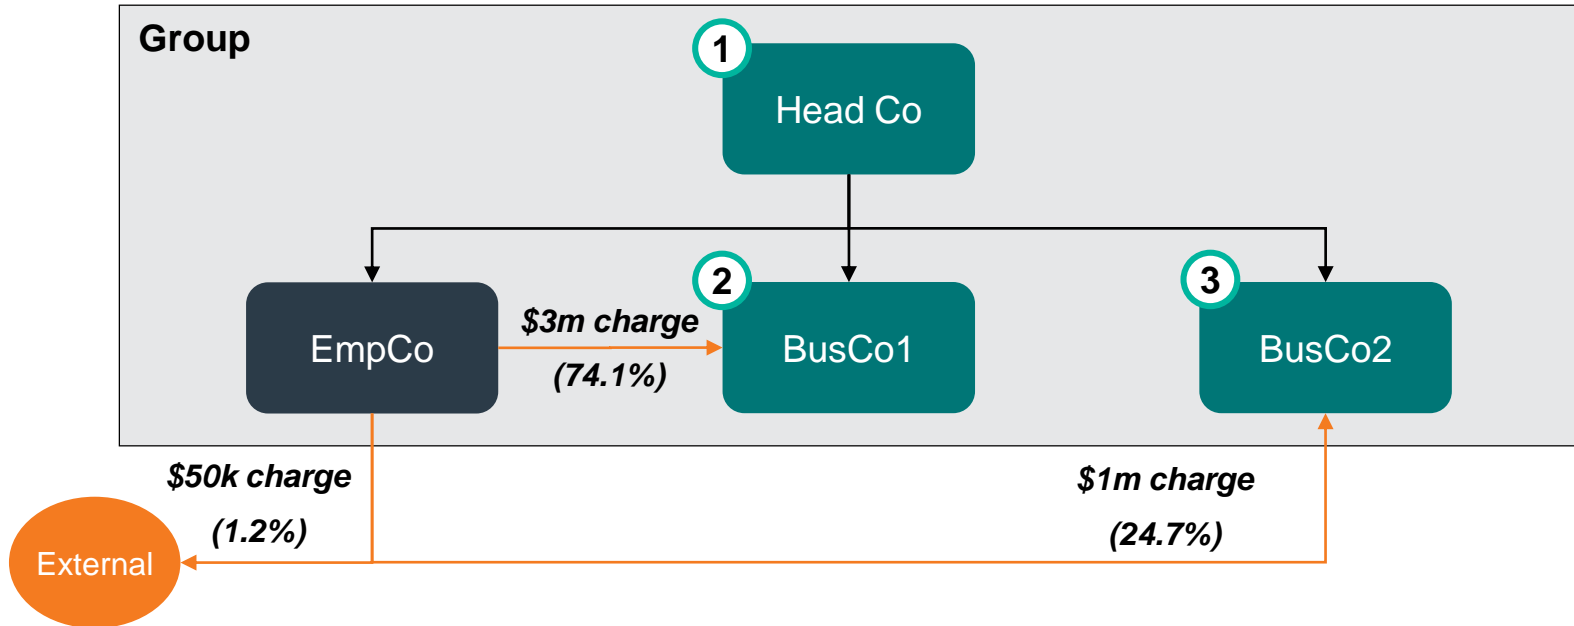 Group
1
Head Co
2
3
EmpCo
$3m charge
(74.1%)
BusCo1
BusCo2
$50k charge
(1.2%)
$1m charge
(24.7%)
External